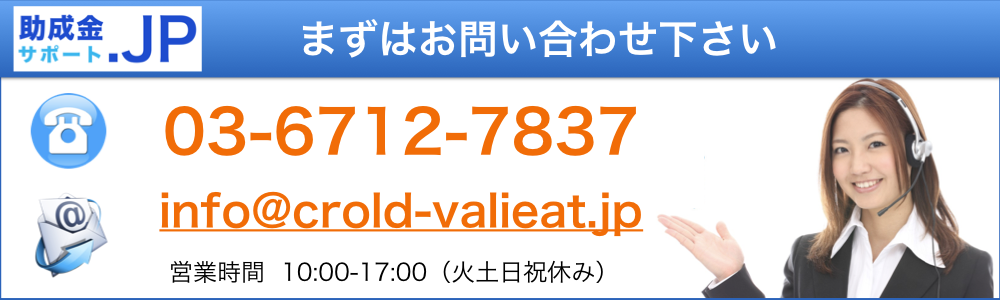 助成金
サポート.JP
まずはお問い合わせ下さい
03-6712-7837
@
info@crold-valieat.jp
営業時間 10:00-17:00（火土日祝休み）